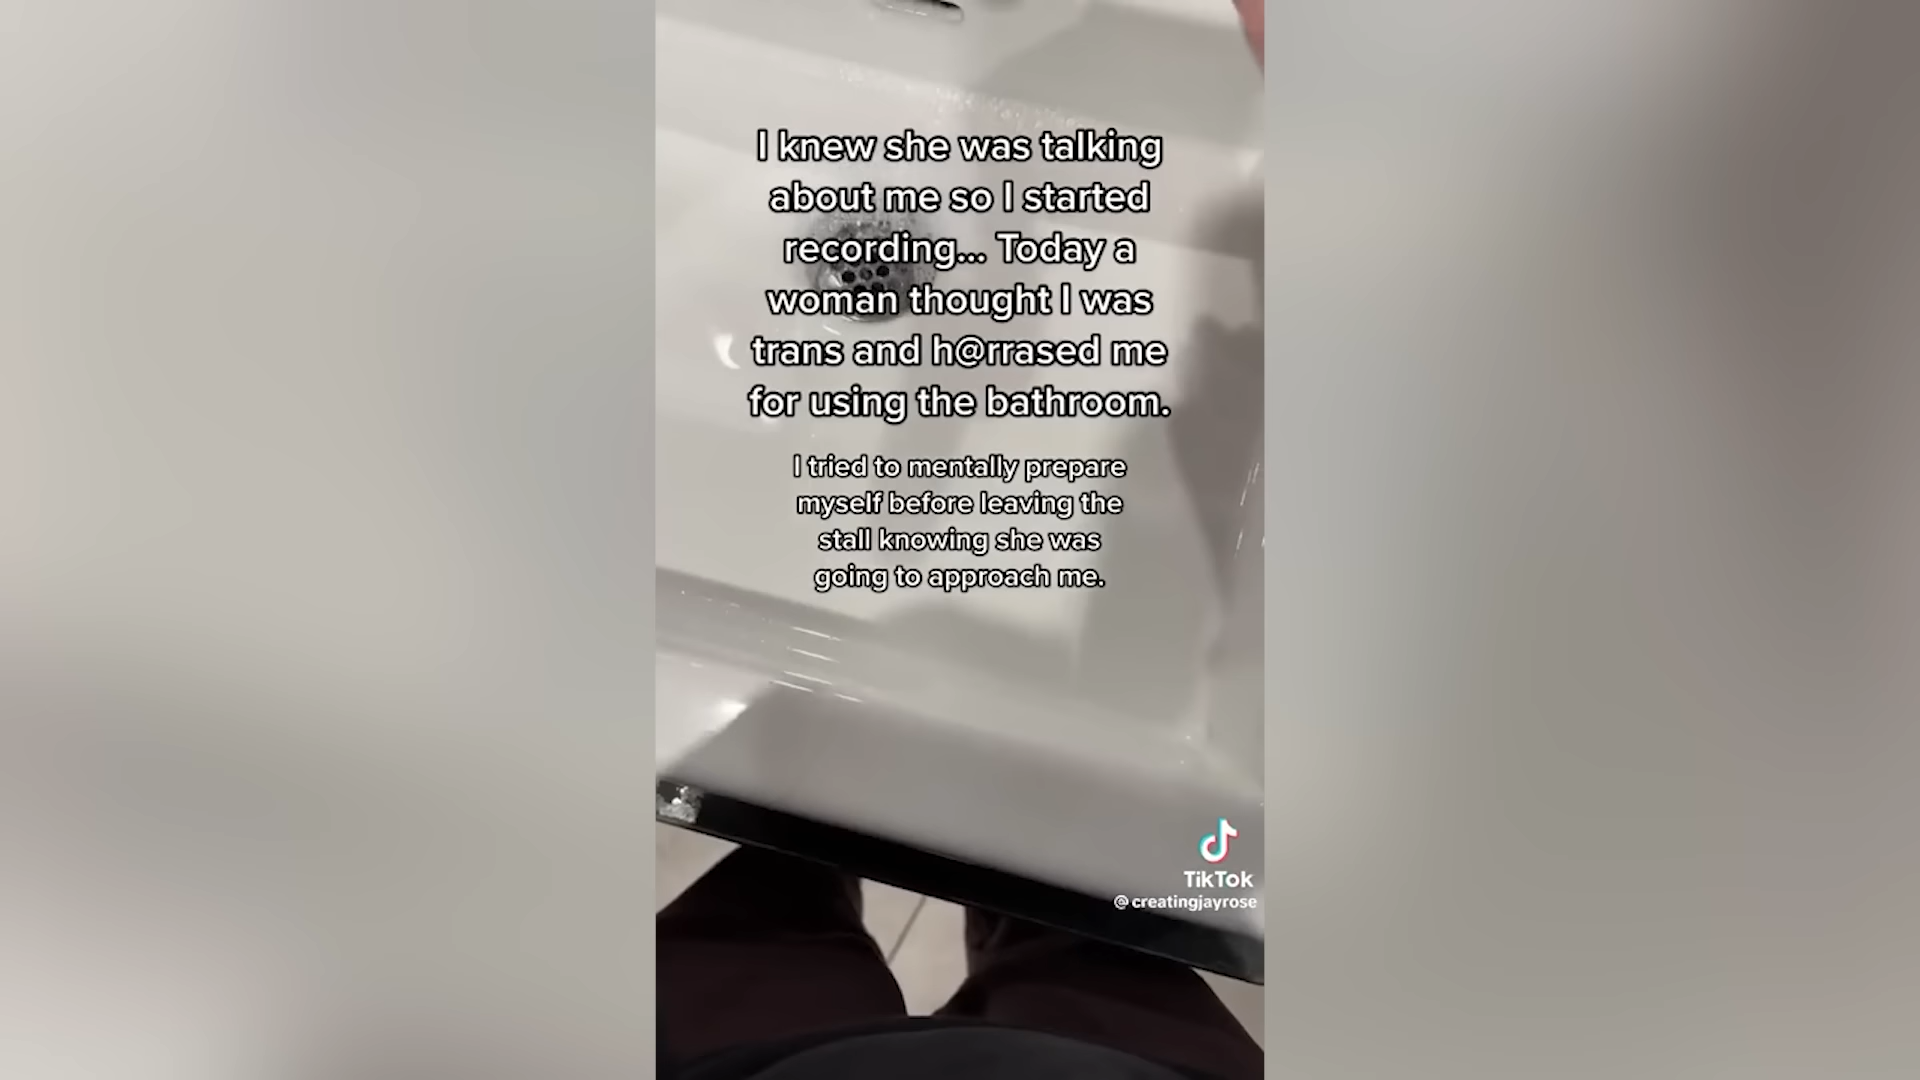 I knew she was talking
about me so I started
recording... Today a
woman thought I was
trans and h@rrased me
for using the bathroom.
I tried to mentally prepare
myself before leaving the
stall knowing she was
going to approach me.
TikTok
@creatingjayrose